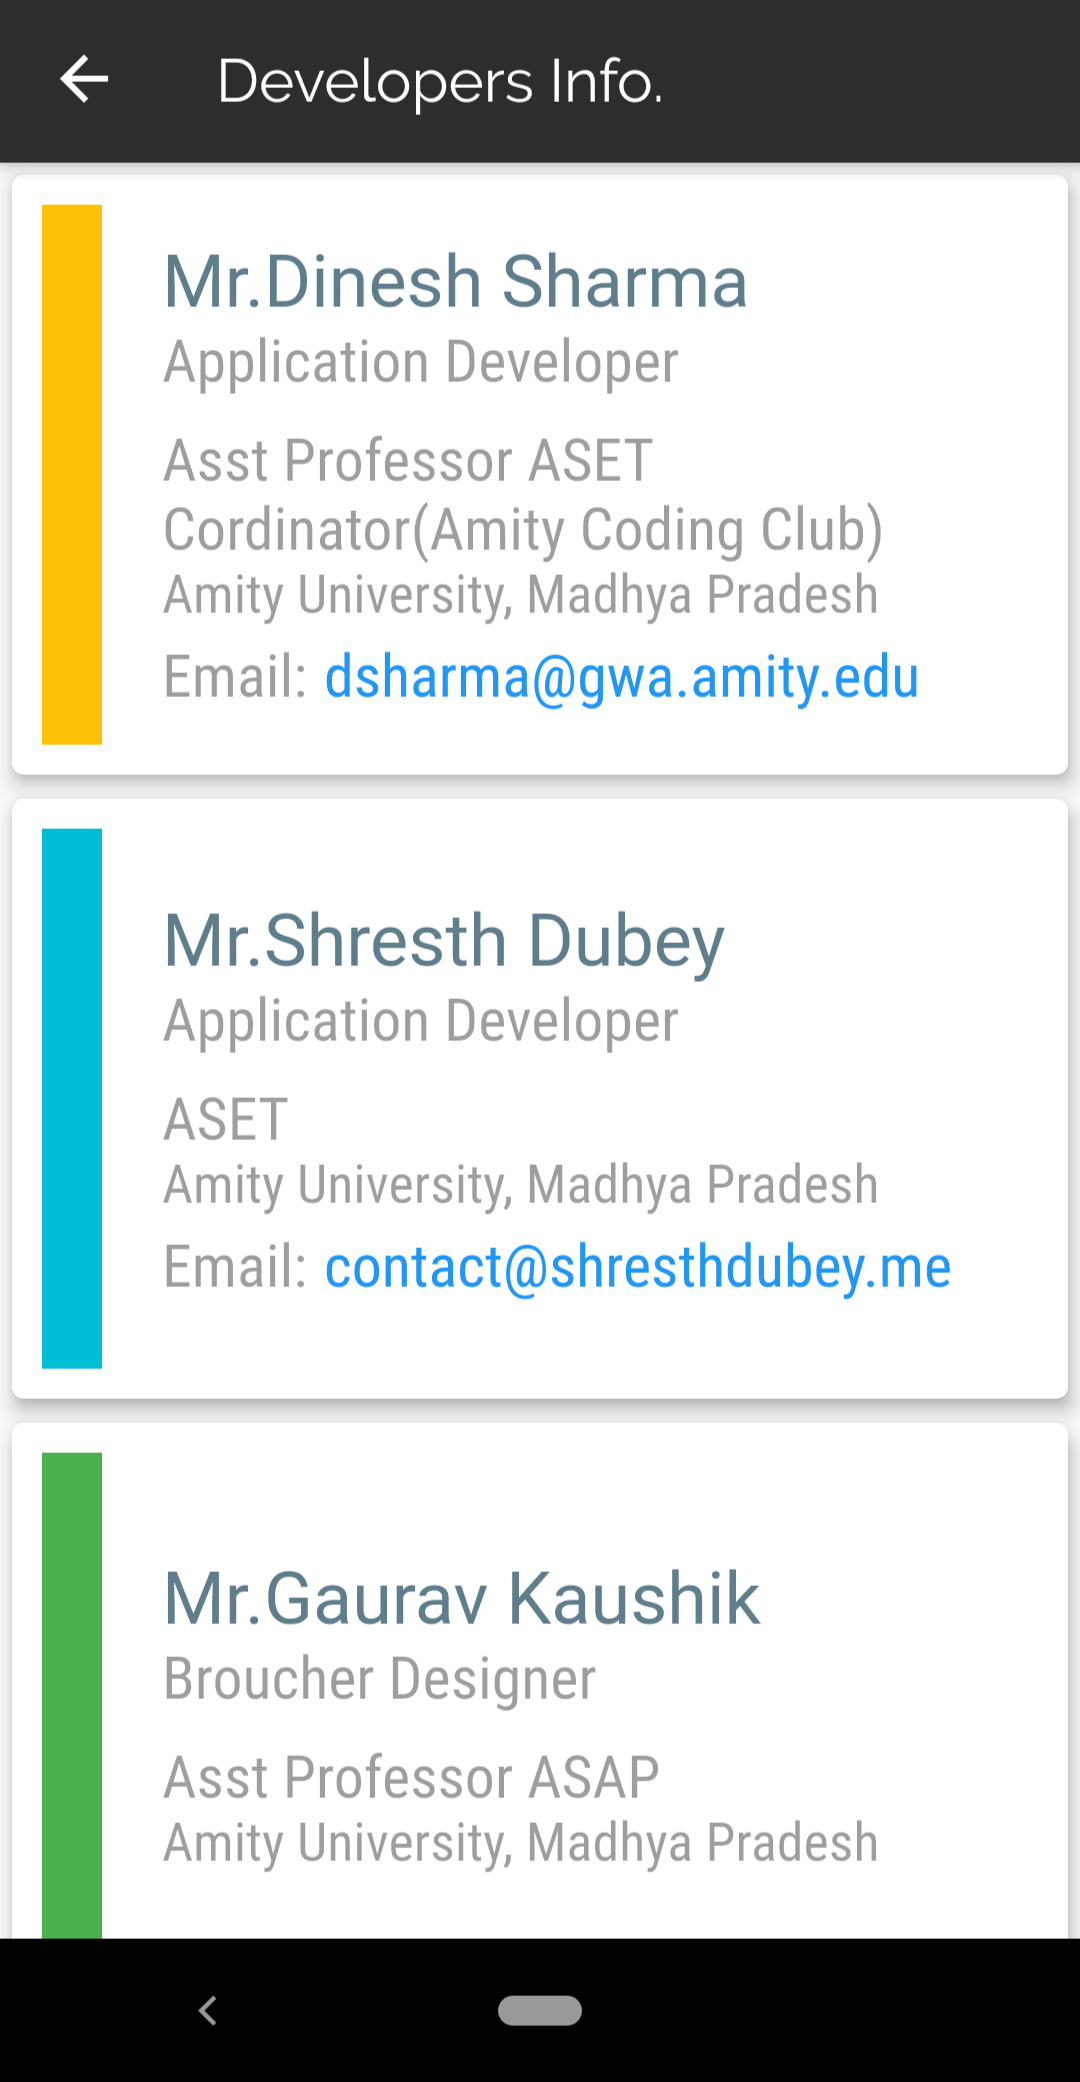 Developers Info.
Mr.Dinesh Sharma
Application Developer
Asst Professor ASET
Cordinator(Amity Coding Club)
Amity University, Madhya Pradesh
Email: dsharma@gwa.amity.edu
Mr.Shresth Dubey
Application Developer
ASET
Amity University, Madhya Pradesh
Email: contact@shresthdubey.me
Mr.Gaurav Kaushik
Broucher Designer
Asst Professor ASAP
Amity University, Madhya Pradesh